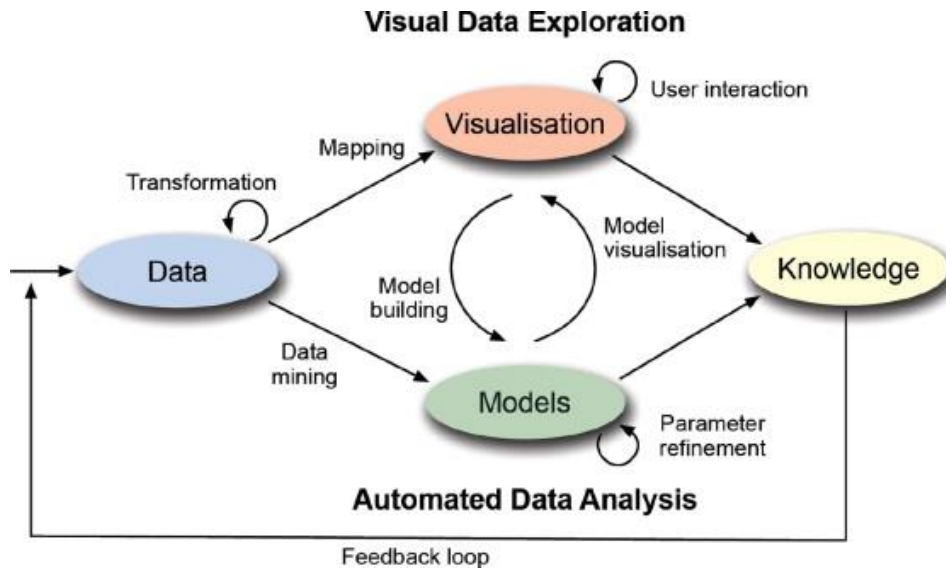 Visual Data Exploration
User interaction
Visualisation
Mapping
Transformation
Model
visualisation
Data
Knowledge
Model
building
Data
mining
Models
Parameter
refinement
Automated Data Analysis
Feedback loop